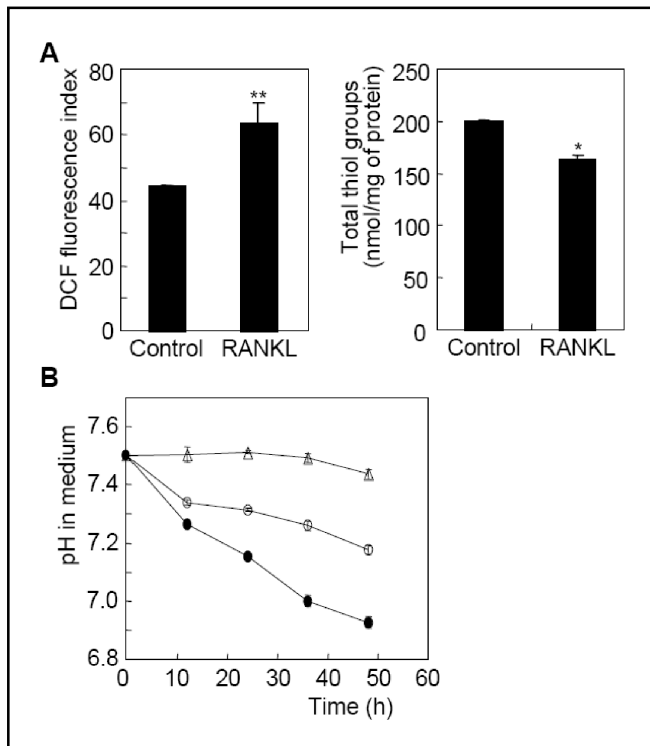 A
DCF fluorescence index
80
60
40
20
0
**
Control RANKL
Total thiol groups
(nmol/mg of protein)
250
200
150
100
50
0
*
Control RANKL
B
pH in medium
7.6
7.4
7.2
7.0
6.8
0 10 20 30 40 50 60
Time (h)